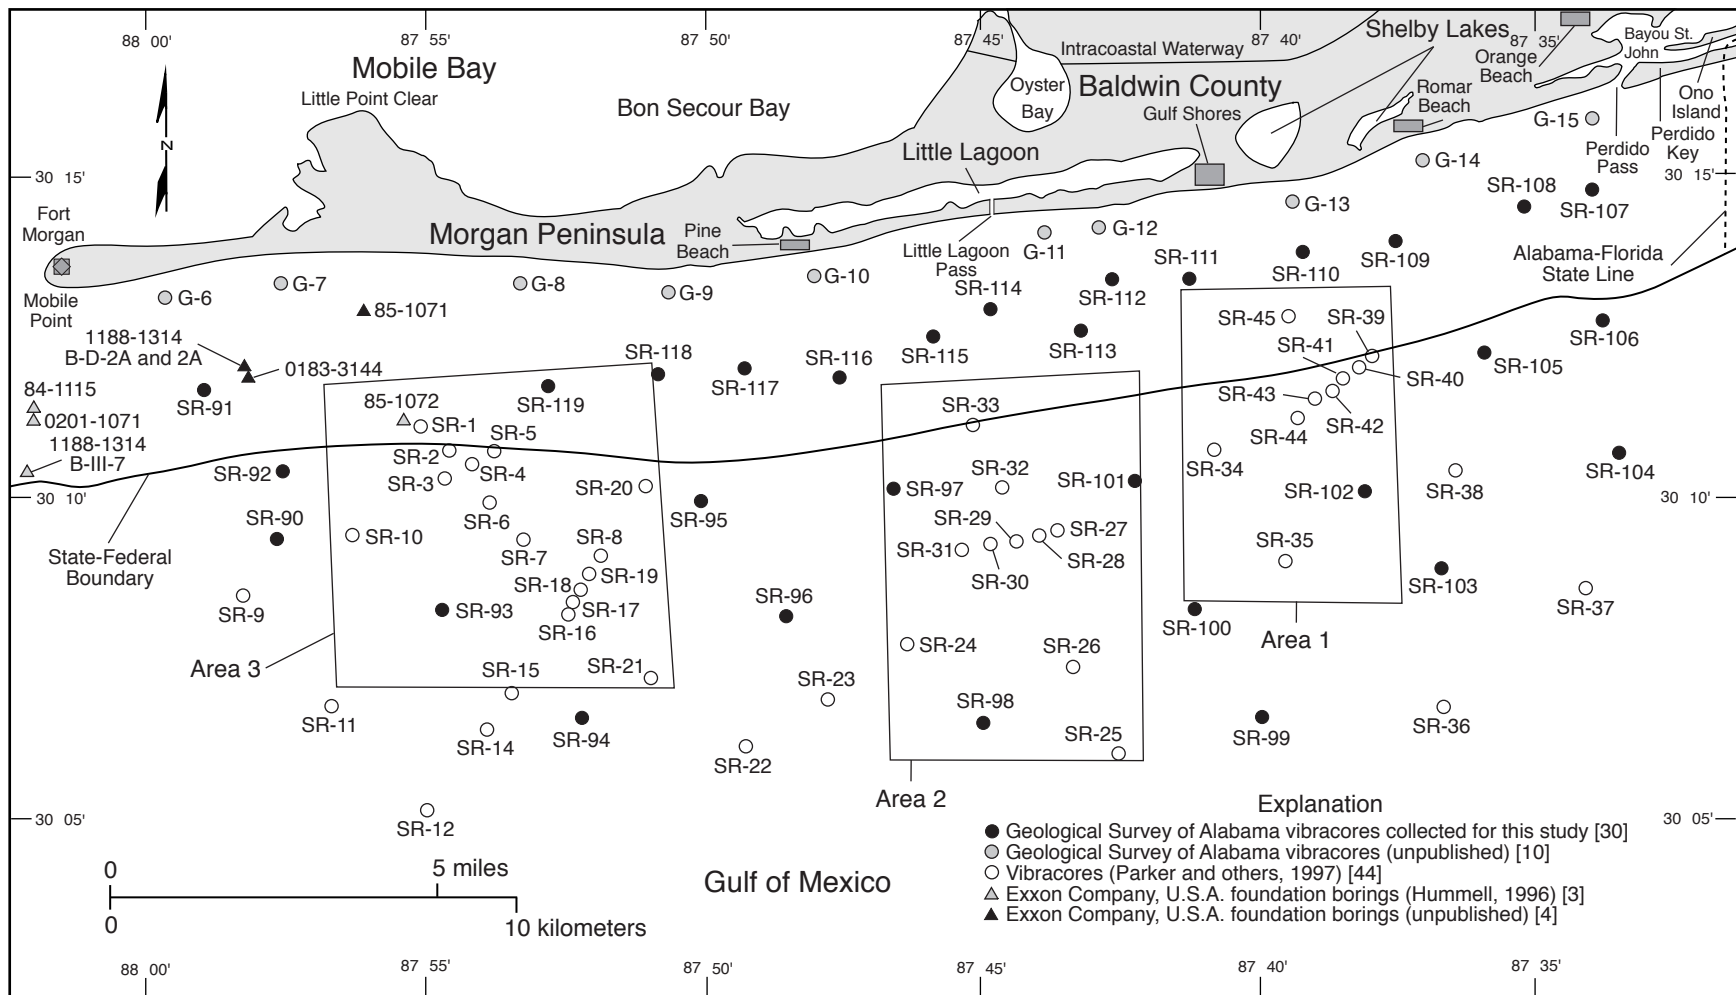 88 00'
87 55'
87 50'
87 45'
87 40'
87 35'
Mobile Bay
Little Point Clear
Bon Secour Bay
Intracoastal Waterway
Oyster
Bay
Baldwin County
Shelby Lakes
Orange
Beach
Bayou St.
John
Ono
Island
Perdido
Key
Perdido
Pass
Romar
Beach
Gulf Shores
Little Lagoon
N
30 15'
30 15'
Fort
Morgan
Morgan Peninsula
Pine
Beach
Little Lagoon
Pass
Mobile
Point
Alabama-Florida
State Line
G-6
G-7
G-8
G-9
G-10
G-11
G-12
G-13
G-14
G-15
SR-108
SR-107
SR-109
SR-110
SR-111
SR-112
SR-113
SR-114
SR-115
SR-116
SR-117
SR-118
SR-119
85-1071
1188-1314
B-D-2A and 2A
0183-3144
84-1115
0201-1071
1188-1314
B-III-7
SR-91
SR-92
SR-90
85-1072
SR-1
SR-5
SR-2
SR-4
SR-3
SR-6
SR-20
SR-10
SR-7
SR-8
SR-19
SR-18
SR-17
SR-16
SR-93
SR-9
SR-15
SR-21
Area 3
SR-11
SR-14
SR-94
SR-12
SR-95
SR-96
SR-23
SR-22
SR-33
SR-32
SR-97
SR-101
SR-29
SR-27
SR-31
SR-28
SR-30
SR-24
SR-26
SR-98
SR-25
Area 2
SR-45
SR-39
SR-41
SR-40
SR-43
SR-42
SR-44
SR-34
SR-102
SR-38
SR-35
SR-103
SR-100
Area 1
SR-37
SR-99
SR-36
SR-106
SR-105
SR-104
30 10'
30 10'
State-Federal
Boundary
30 05'
30 05'
0
5 miles
0
10 kilometers
Gulf of Mexico
Explanation
Geological Survey of Alabama vibracores collected for this study [30]
Geological Survey of Alabama vibracores (unpublished) [10]
Vibracores (Parker and others, 1997) [44]
Exxon Company, U.S.A. foundation borings (Hummell, 1996) [3]
Exxon Company, U.S.A. foundation borings (unpublished) [4]
88 00'
87 55'
87 50'
87 45'
87 40'
87 35'